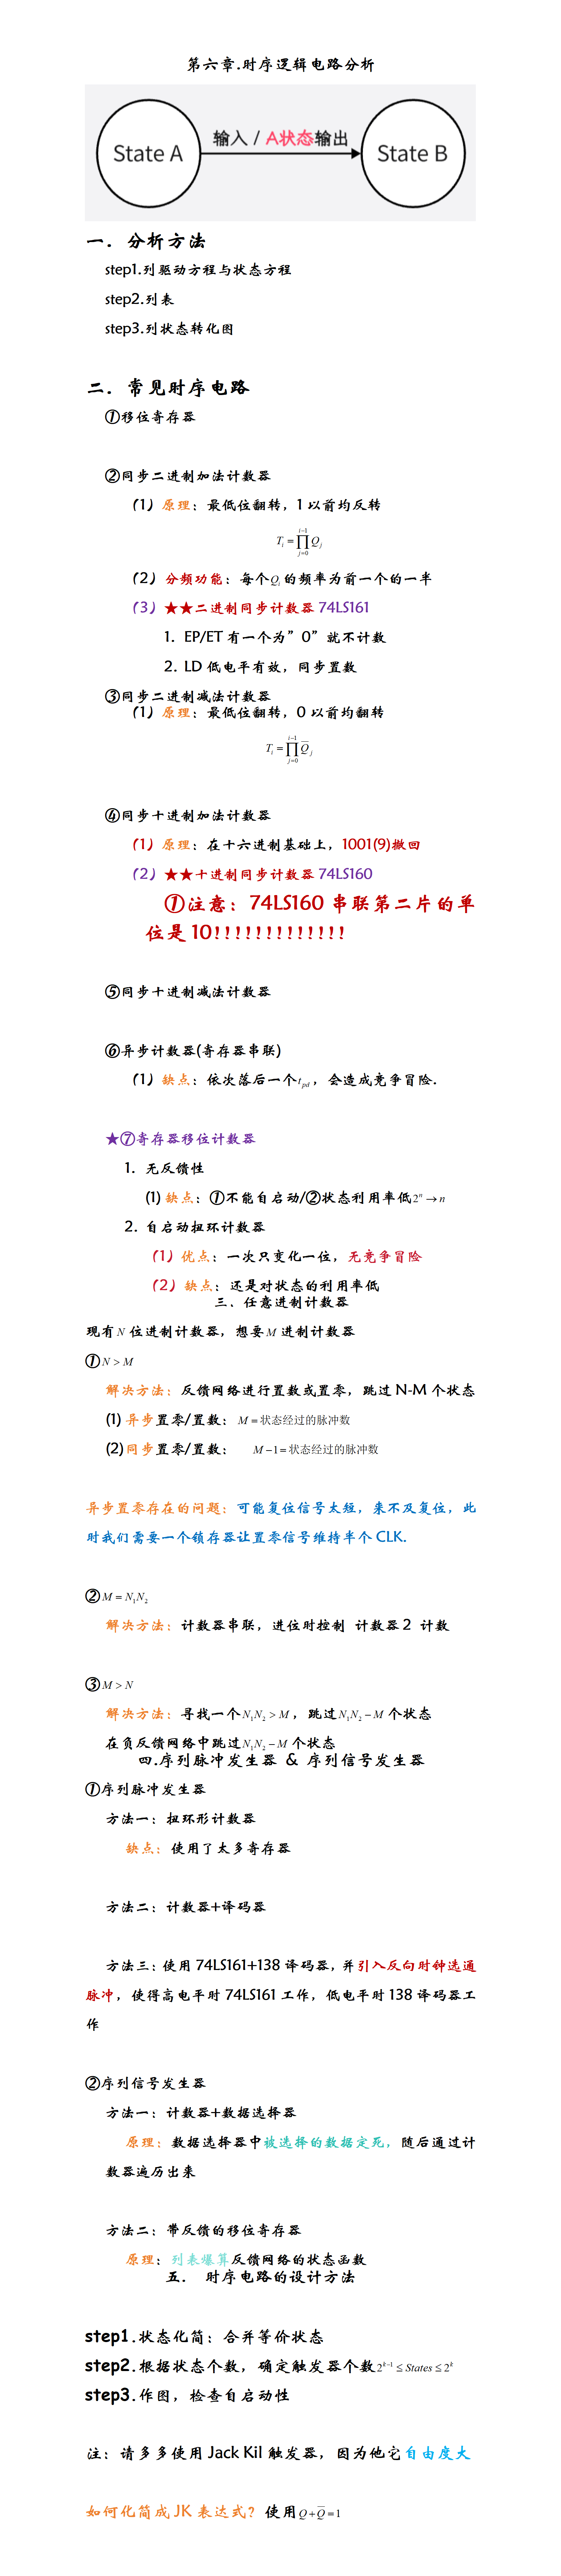 第六章.时序逻辑电路分析
State A
输入 / A状态输出
State B
一. 分析方法
step1.列驱动方程与状态方程
step2.列表
step3.列状态转化图
二. 常见时序电路
①移位寄存器
②同步二进制加法计数器
(1) 原理: 最低位翻转, 1 以前均反转
T_i = \prod_{j=0}^{i-1} Q_j
(2) 分频功能: 每个Q_i的频率为前一个的一半
(3) ★★二进制同步计数器 74LS161
1. EP/ET 有一个为”0”就不计数
2. LD 低电平有效, 同步置数
③同步二进制减法计数器
(1) 原理: 最低位翻转, 0 以前均翻转
T_i = \prod_{j=0}^{i-1} \overline{Q}_j
④同步十进制加法计数器
(1) 原理: 在十六进制基础上, 1001(9)撤回
(2) ★★十进制同步计数器 74LS160
①注意: 74LS160 串联第二片的单
位是 10!!!!!!!!!!!!!
⑤同步十进制减法计数器
⑥异步计数器(寄存器串联)
(1) 缺点: 依次落后一个t_{pd}, 会造成竞争冒险.
★⑦寄存器移位计数器
1. 无反馈性
(1) 缺点: ①不能自启动/②状态利用率低2^n → n
2. 自启动扭环计数器
(1) 优点: 一次只变化一位, 无竞争冒险
(2) 缺点: 还是对状态的利用率低
三. 任意进制计数器
现有N位进制计数器, 想要M进制计数器
①N > M
解决方法: 反馈网络进行置数或置零, 跳过 N-M 个状态
(1) 异步置零/置数: M = 状态经过的脉冲数
(2) 同步置零/置数: M − 1 = 状态经过的脉冲数
异步置零存在的问题: 可能复位信号太短, 来不及复位, 此
时我们需要一个锁存器让置零信号维持半个 CLK.
②M = N_1N_2
解决方法: 计数器串联, 进位时控制 计数器 2 计数
③M > N
解决方法: 寻找一个N_1N_2 > M, 跳过N_1N_2 − M个状态
在负反馈网络中跳过N_1N_2 − M个状态
四.序列脉冲发生器 & 序列信号发生器
①序列脉冲发生器
方法一: 扭环形计数器
缺点: 使用了太多寄存器
方法二: 计数器+译码器
方法三: 使用 74LS161+138 译码器, 并引入反向时钟选通
脉冲, 使得高电平时 74LS161 工作, 低电平时 138 译码器工
作
②序列信号发生器
方法一: 计数器+数据选择器
原理: 数据选择器中被选择的数据定死, 随后通过计
数器遍历出来
方法二: 带反馈的移位寄存器
原理: 列表爆算反馈网络的状态函数
五. 时序电路的设计方法
step1.状态化简: 合并等价状态
step2.根据状态个数, 确定触发器个数2^{k-1} ≤ States ≤ 2^k
step3.作图, 检查自启动性
注: 请多多使用 Jack Kil 触发器, 因为他它自由度大
如何化简成 JK 表达式? 使用Q + \overline{Q} = 1